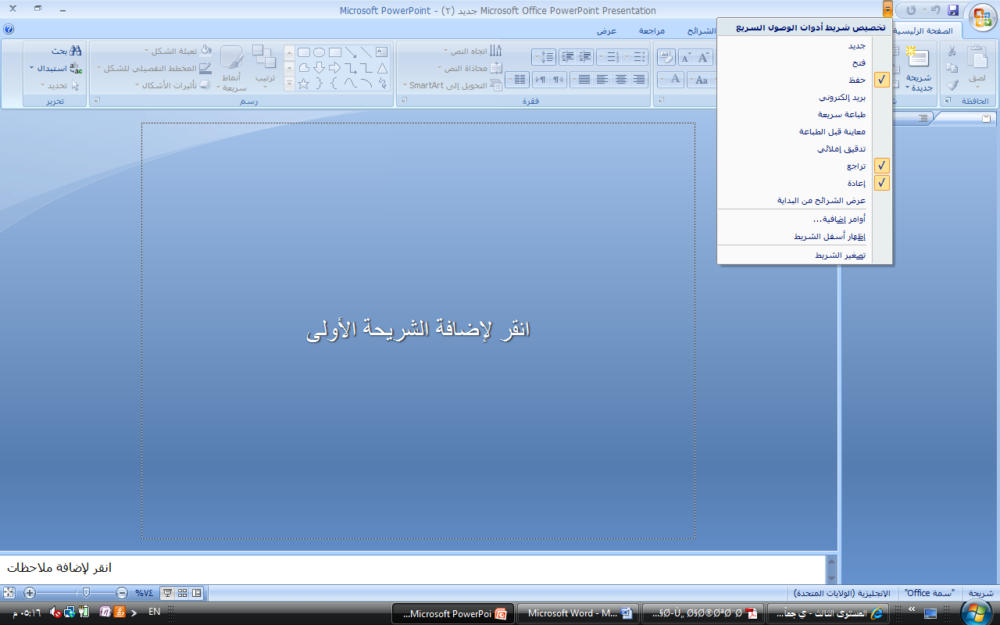 Microsoft PowerPoint - جديد (٢) Microsoft Office PowerPoint Presentation
الصفحة الرئيسية
الشرائح
مراجعة
عرض
تخصيص شريط أدوات الوصول السريع
جديد
فتح
حفظ
بريد إلكتروني
طباعة سريعة
معاينة قبل الطباعة
تدقيق إملائي
تراجع
إعادة
عرض الشرائح من البداية
أوامر إضافية...
إظهار أسفل الشريط
تصغير الشريط
لصق
الحافظة
شريحة جديدة
اتجاه النص
محاذاة النص
التحويل إلى SmartArt
فقرة
ترتيب
أنماط سريعة
تعبئة الشكل
المخطط التفصيلي للشكل
تأثيرات الأشكال
رسم
بحث
استبدال
تحديد
تحرير
انقر لإضافة الشريحة الأولى
انقر لإضافة ملاحظات
شريحة
"سمة Office"
الإنجليزية (الولايات المتحدة)
%٧٤
المستوى الثالث - ي جما...
Microsoft Word - M...
Microsoft PowerPoi...
EN
٠٥:١٦ م